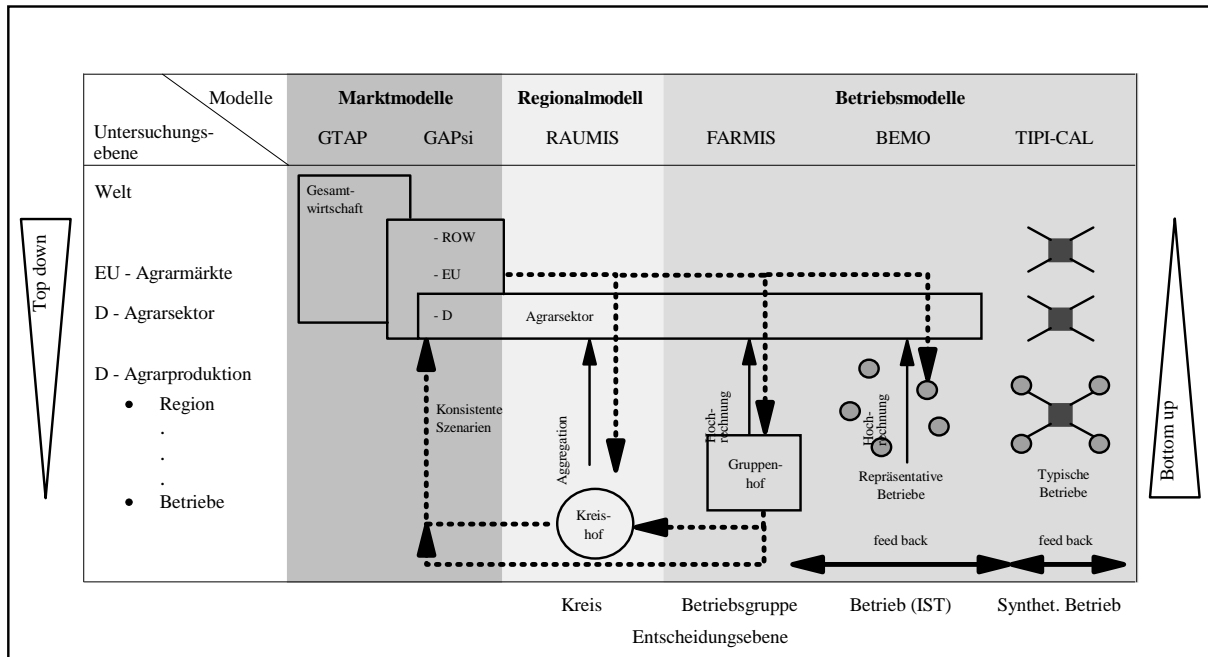 Modelle
Marktmodelle
Regionalmodell
Betriebsmodelle
Untersuchungs-
ebene
GTAP
GAPsi
RAUMIS
FARMIS
BEMO
TIPI-CAL
Welt
Gesamt-
wirtschaft
- ROW
EU - Agrarmärkte
- EU
D - Agrarsektor
- D
Agrarsektor
Top down
Bottom up
D - Agrarproduktion
● Region
.
.
.
● Betriebe
Konsistente
Szenarien
Aggregation
Kreis-
hof
Hoch-
rechnung
Gruppen-
hof
Hoch-
rechnung
Repräsentative
Betriebe
Typische
Betriebe
feed back
feed back
Kreis
Betriebsgruppe
Betrieb (IST)
Synthet. Betrieb
Entscheidungsebene